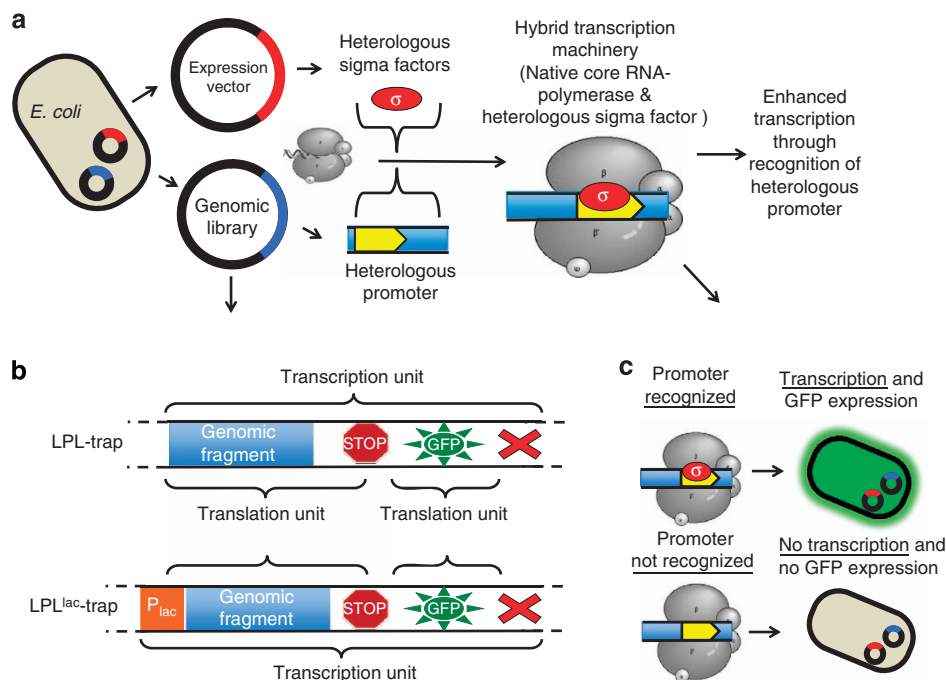 a
E. coli
Expression
vector
Genomic
library
Heterologous
sigma factors
σ
Heterologous
promoter
Hybrid transcription
machinery
(Native core RNA-
polymerase &
heterologous sigma factor )
β
σ
α
β'
ω
Enhanced
transcription
through
recognition of
heterologous
promoter
b
Transcription unit
LPL-trap
Genomic
fragment
STOP
GFP
Translation unit
Translation unit
LPLlac-trap
Plac
Genomic
fragment
STOP
GFP
Transcription unit
c
Promoter
recognized
Transcription and
GFP expression
σ
Promoter
not recognized
No transcription and
no GFP expression